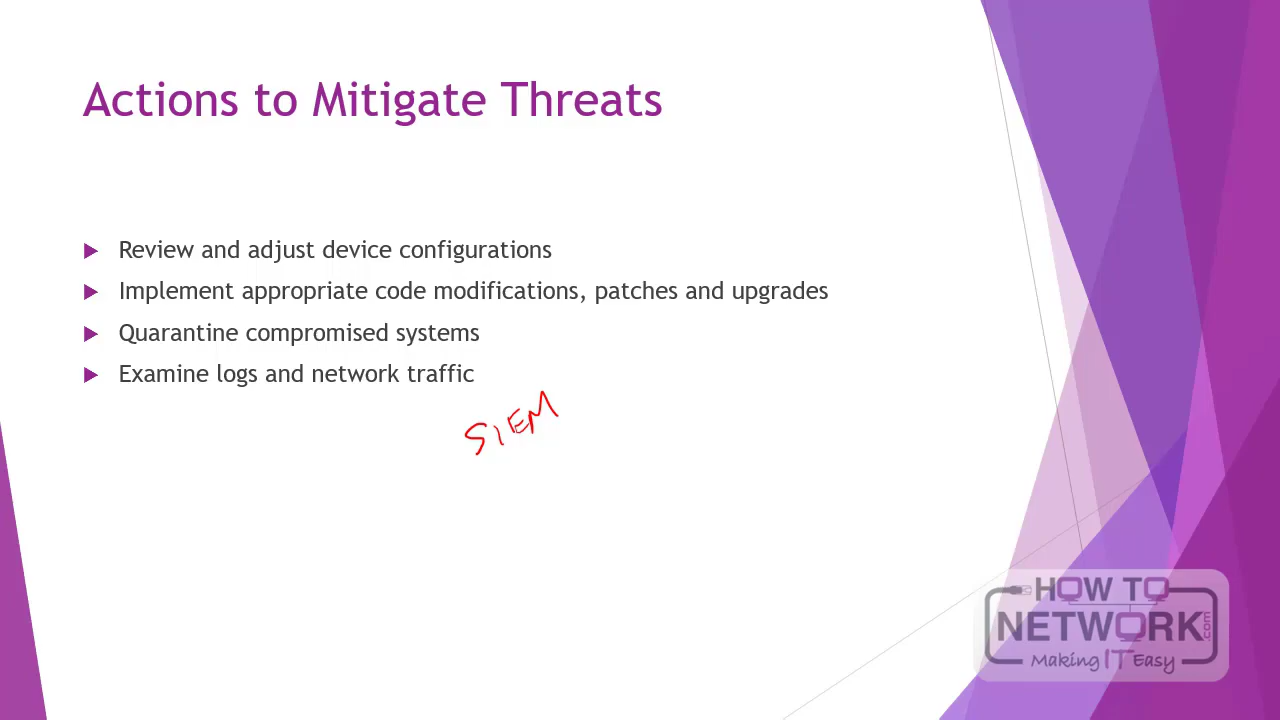 Actions to Mitigate Threats
Review and adjust device configurations
Implement appropriate code modifications, patches and upgrades
Quarantine compromised systems
Examine logs and network traffic
SIEM
HOW TO
NETWORK.com
Making IT Easy